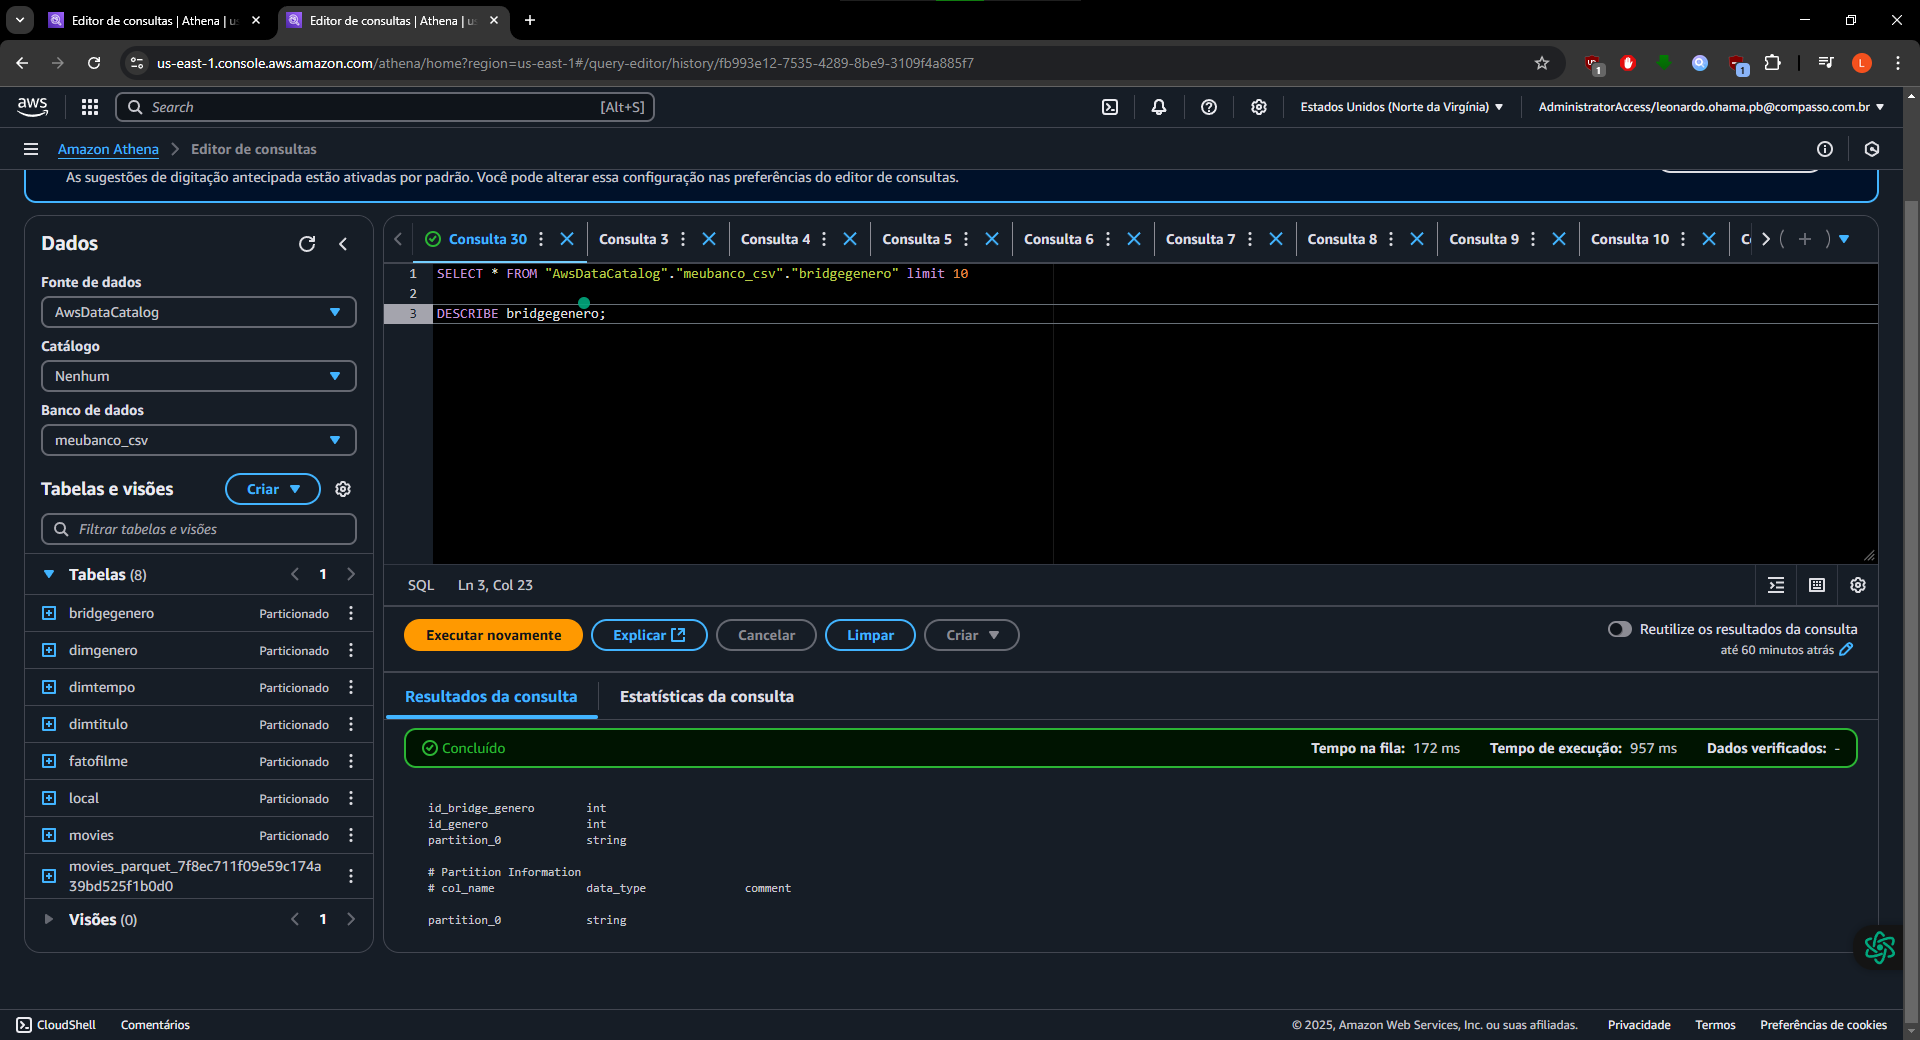 Editor de consultas | Athena | u
Editor de consultas | Athena | u
us-east-1.console.aws.amazon.com/athena/home?region=us-east-1#/query-editor/history/fb993e12-7535-4289-8be9-3109f4a885f7
1
1
L
aws
Search
[Alt+S]
Estados Unidos (Norte da Virgínia)
AdministratorAccess/leonardo.ohama.pb@compasso.com.br
Amazon Athena
Editor de consultas
As sugestões de digitação antecipada estão ativadas por padrão. Você pode alterar essa configuração nas preferências do editor de consultas.
Dados
Fonte de dados
AwsDataCatalog
Catálogo
Nenhum
Banco de dados
meubanco_csv
Tabelas e visões
Criar
Filtrar tabelas e visões
Tabelas (8)
1
bridgegenero Particionado
dimgenero Particionado
dimtempo Particionado
dimtitulo Particionado
fatofilme Particionado
local Particionado
movies Particionado
movies_parquet_7f8ec711f09e59c174a
39bd525f1b0d0
Visões (0)
1
Consulta 30
Consulta 3
Consulta 4
Consulta 5
Consulta 6
Consulta 7
Consulta 8
Consulta 9
Consulta 10
1 SELECT * FROM "AwsDataCatalog"."meubanco_csv"."bridgegenero" limit 10
2
3 DESCRIBE bridgegenero;
SQL Ln 3, Col 23
Executar novamente
Explicar
Cancelar
Limpar
Criar
Reutilize os resultados da consulta
até 60 minutos atrás
Resultados da consulta
Estatísticas da consulta
Concluído
Tempo na fila: 172 ms
Tempo de execução: 957 ms
Dados verificados: -
id_bridge_genero int
id_genero int
partition_0 string
# Partition Information
# col_name data_type comment
partition_0 string
CloudShell
Comentários
© 2025, Amazon Web Services, Inc. ou suas afiliadas.
Privacidade
Termos
Preferências de cookies